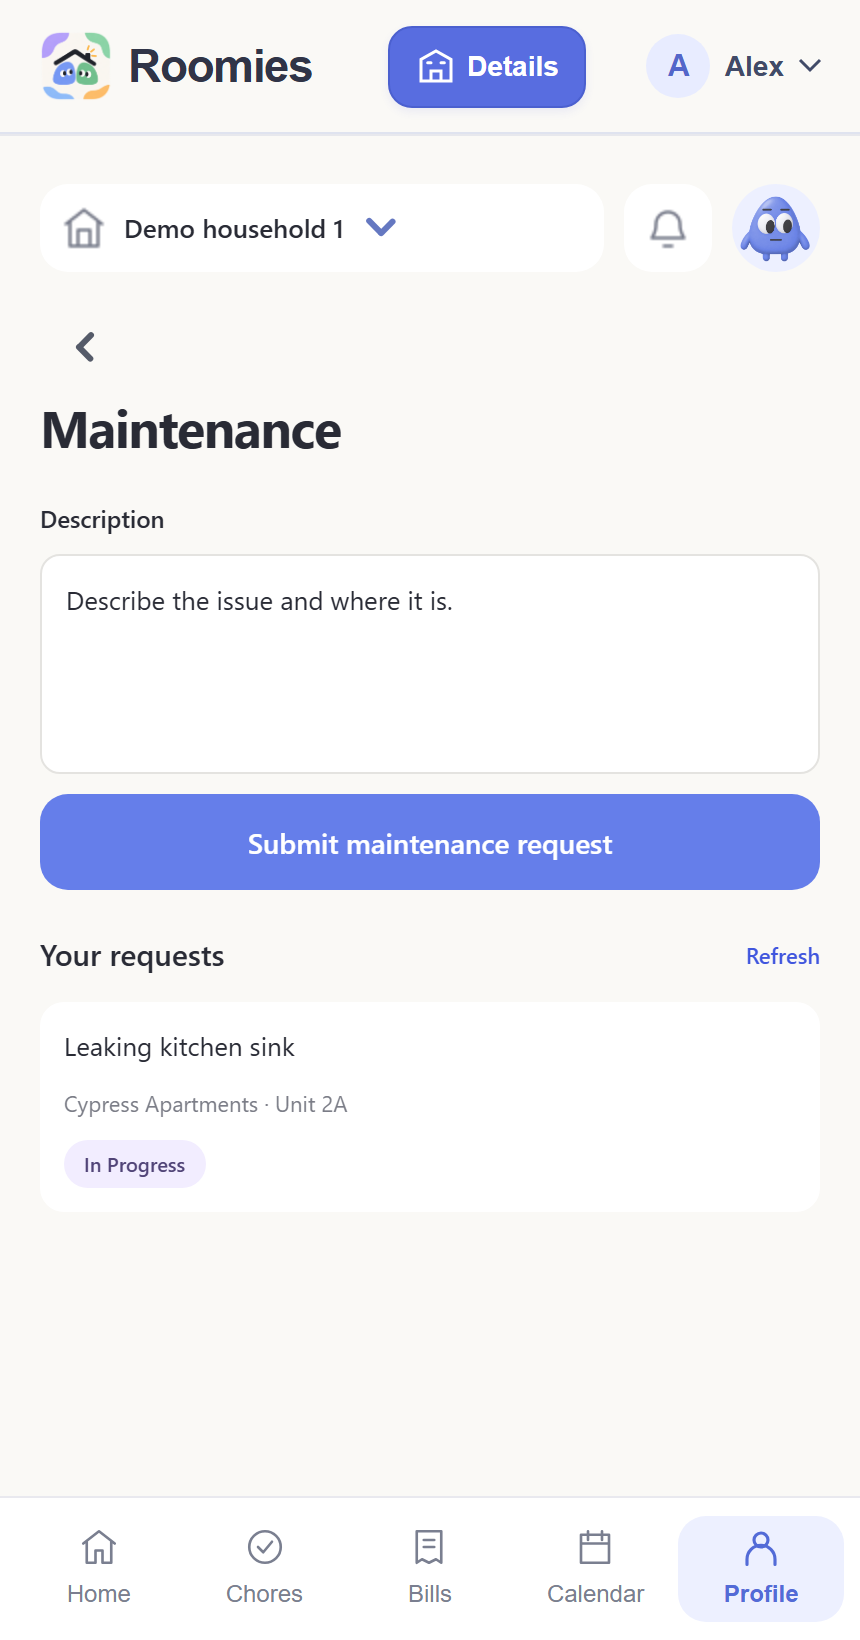 Roomies
Details
A
Alex
Demo household 1
Maintenance
Description
Describe the issue and where it is.
Submit maintenance request
Your requests
Refresh
Leaking kitchen sink
Cypress Apartments · Unit 2A
In Progress
Home
Chores
Bills
Calendar
Profile